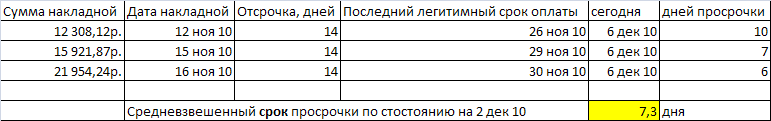 Сумма накладной Дата накладной Отсрочка, дней Последний легитимный срок оплаты сегодня дней просрочки
12 308,12р. 12 ноя 10 14 26 ноя 10 6 дек 10 10
15 921,87р. 15 ноя 10 14 29 ноя 10 6 дек 10 7
21 954,24р. 16 ноя 10 14 30 ноя 10 6 дек 10 6
Средневзвешенный срок просрочки по стостоянию на 2 дек 10 7,3 дня